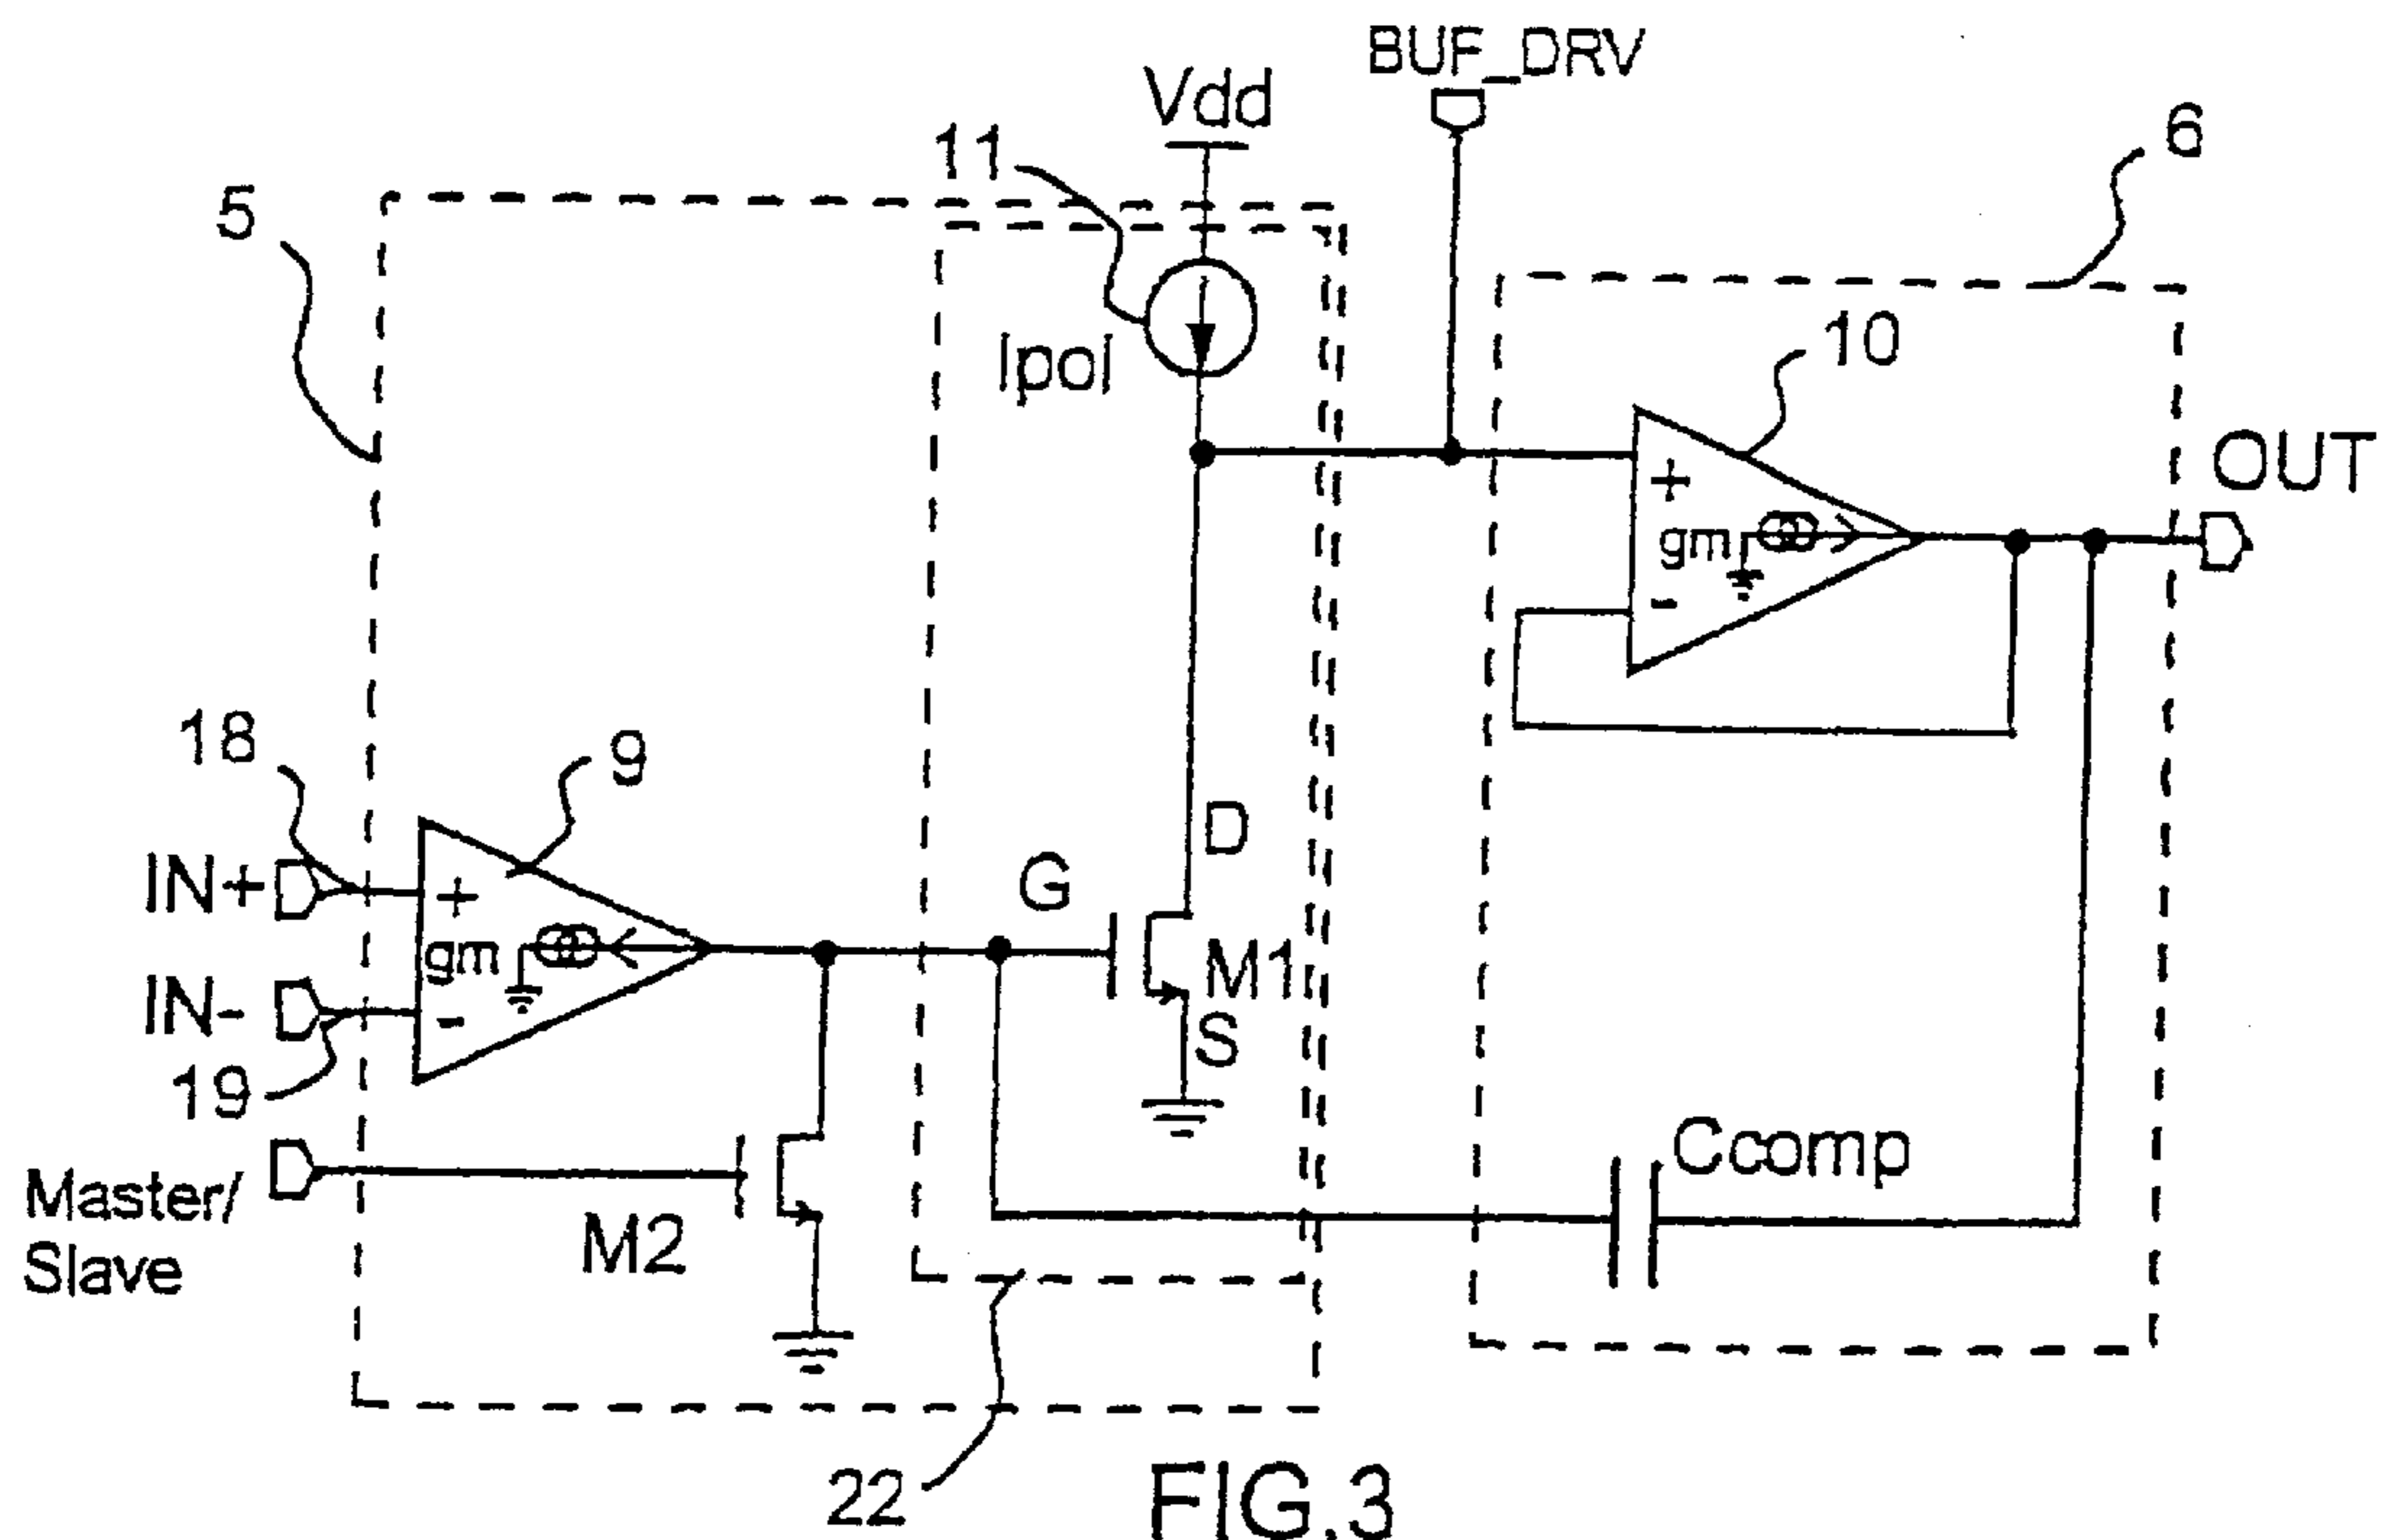 BUF_DRV
Vdd
11
6
5
Ipol
10
+
gm
-
OUT
18
9
D
IN+
+
G
gm
M1
IN-
-
S
19
Master/
Slave
M2
Ccomp
22
FIG.3